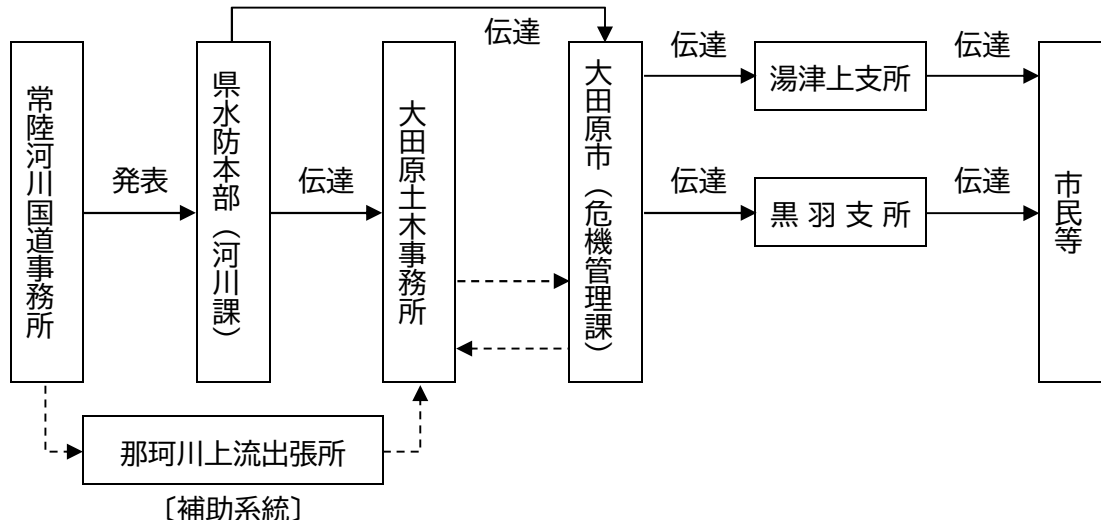 伝達
常陸河川国道事務所
発表
県水防本部（河川課）
伝達
大田原土木事務所
大田原市（危機管理課）
伝達
湯津上支所
伝達
伝達
黒羽支所
伝達
市民等
那珂川上流出張所
〔補助系統〕